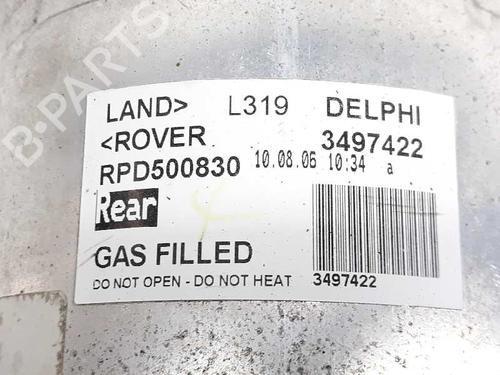 LAND> L319 DELPHI
<ROVER 3497422
RPD500830 10.08.06 10:34 a
Rear
GAS FILLED
DO NOT OPEN - DO NOT HEAT 3497422
B-PARTS